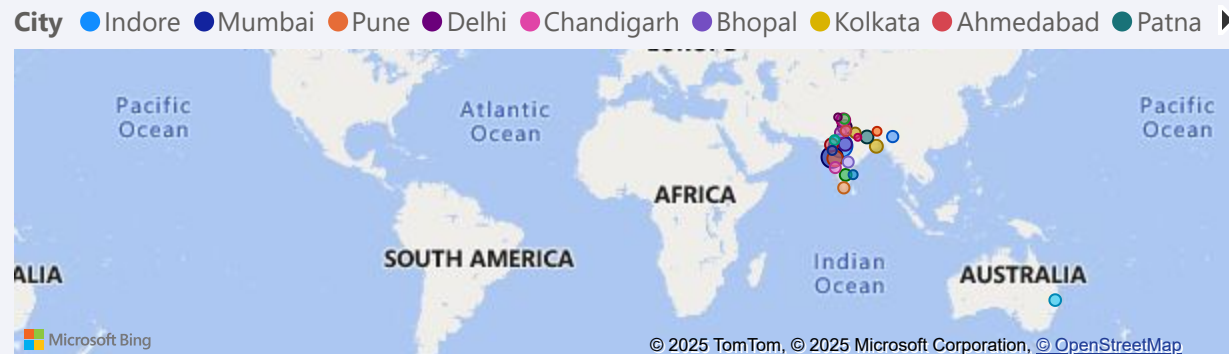 City Indore Mumbai Pune Delhi Chandigarh Bhopal Kolkata Ahmedabad Patna
EUROPE
Pacific
Ocean
Atlantic
Ocean
Pacific
Ocean
AFRICA
SOUTH AMERICA
Indian
Ocean
ALIA
AUSTRALIA
Microsoft Bing
© 2025 TomTom, © 2025 Microsoft Corporation, © OpenStreetMap